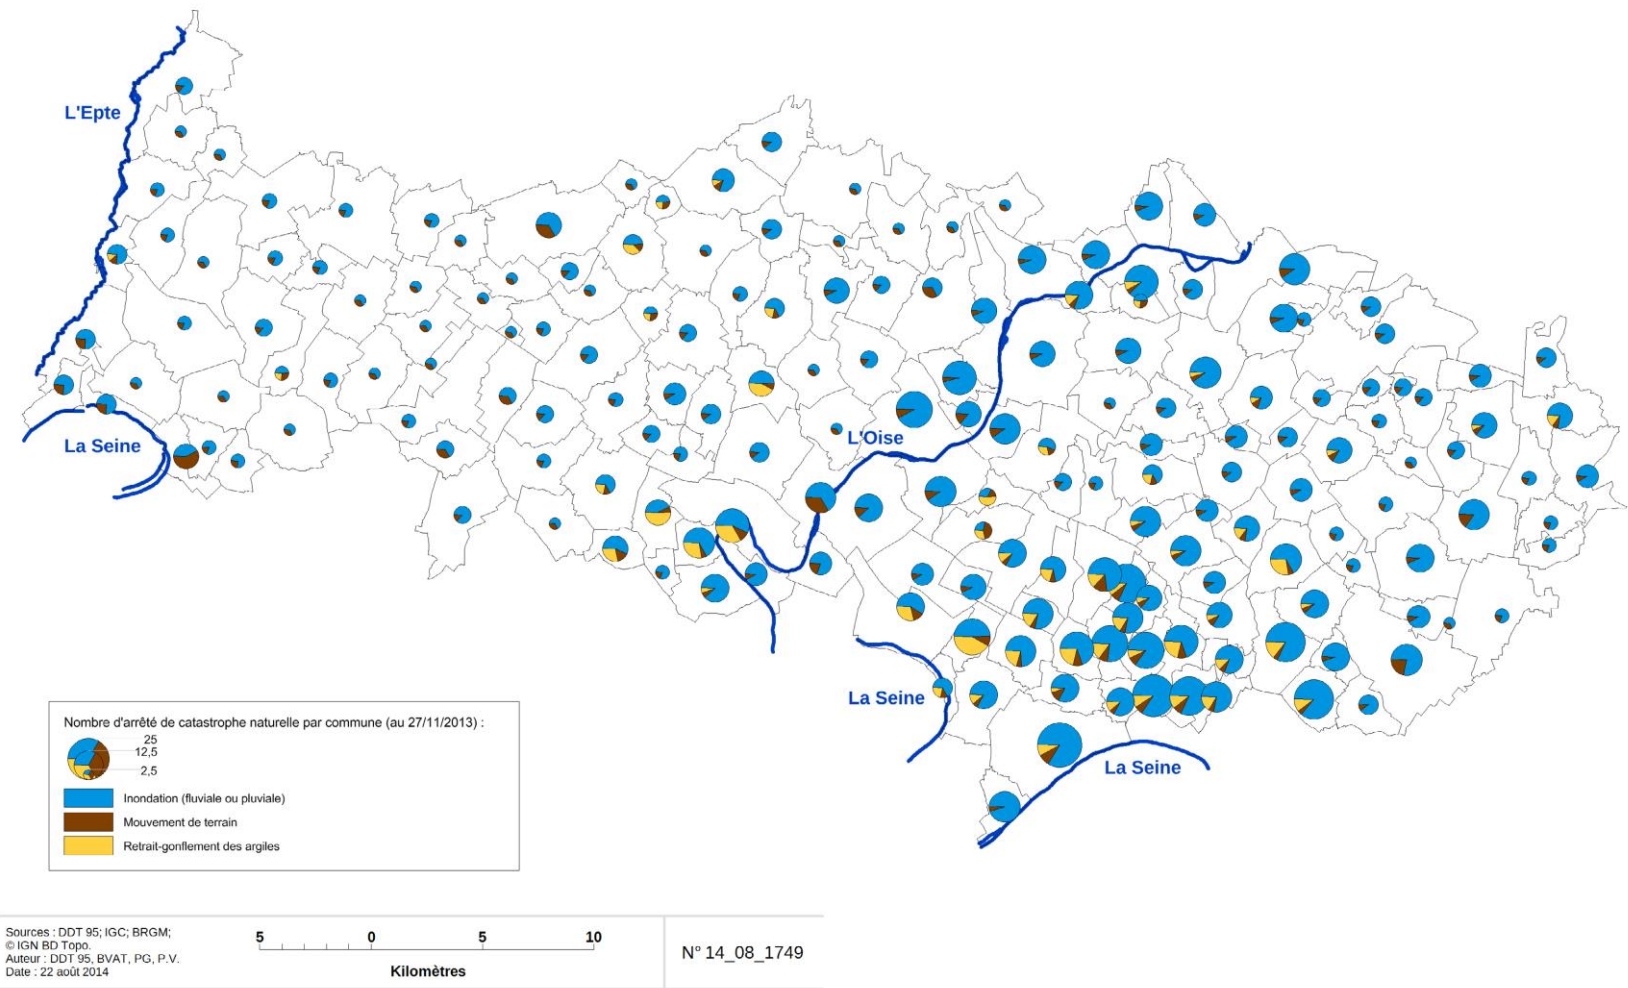 L'Epte
L'Oise
La Seine
La Seine
La Seine
Nombre d'arrêté de catastrophe naturelle par commune (au 27/11/2013) :
25
12,5
2,5
Inondation (fluviale ou pluviale)
Mouvement de terrain
Retrait-gonflement des argiles
Sources : DDT 95; IGC; BRGM;
© IGN BD Topo.
Auteur : DDT 95, BVAT, PG, P.V.
Date : 22 août 2014
5 0 5 10
Kilomètres
N° 14_08_1749